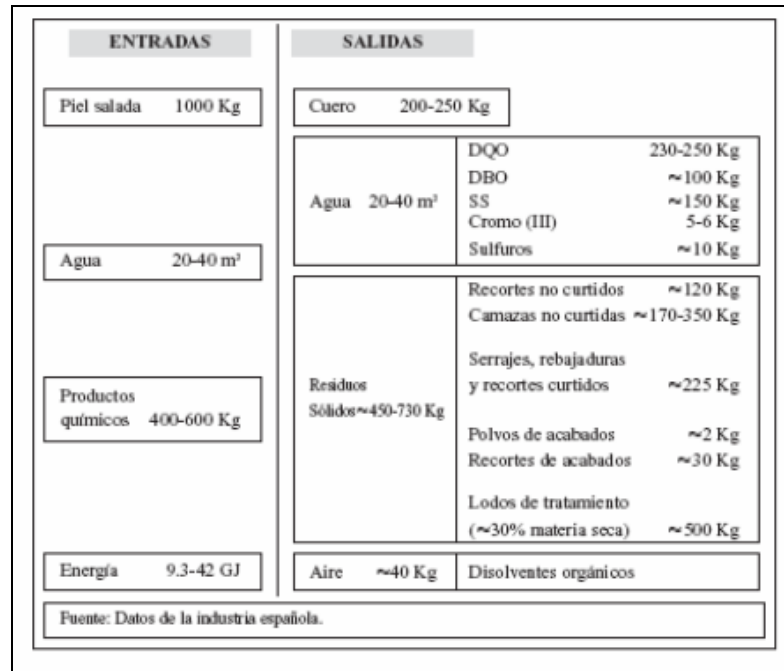 ENTRADAS
SALIDAS
Piel salada 1000 Kg
Cuero 200-250 Kg
Agua 20-40 m³
DQO 230-250 Kg
DBO ~100 Kg
SS ~150 Kg
Cromo (III) 5-6 Kg
Sulfuros ~10 Kg
Agua 20-40 m³
Productos
químicos 400-600 Kg
Residuos
Sólidos~450-730 Kg
Recortes no curtidos ~120 Kg
Carnazas no curtidas ~170-350 Kg
Serrajes, rebajaduras
y recortes curtidos ~225 Kg
Polvos de acabados ~2 Kg
Recortes de acabados ~30 Kg
Lodos de tratamiento
(~30% materia seca) ~500 Kg
Energía 9.3-42 GJ
Aire ~40 Kg
Disolventes orgánicos
Fuente: Datos de la industria española.